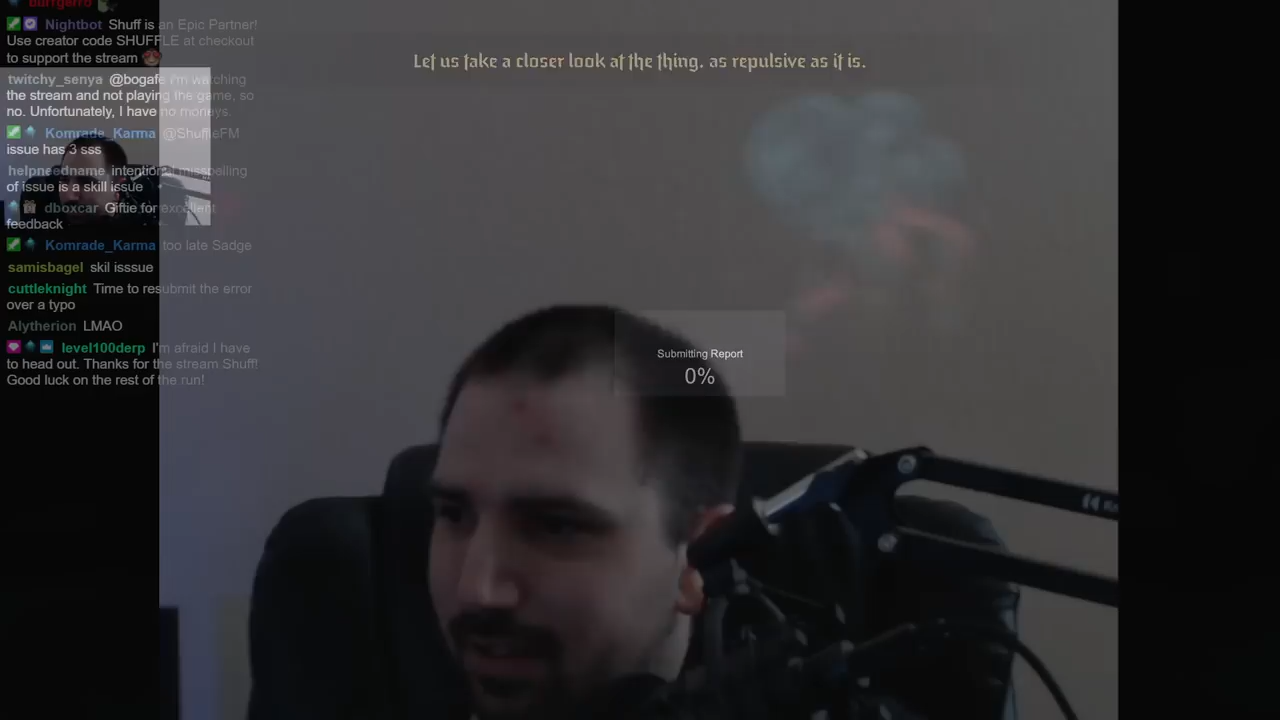 Burrgerro
Nightbot Shuff is an Epic Partner!
Use creator code SHUFFLE at checkout
to support the stream
twitchy_senya @bogafe i'm watching
the stream and not playing the game, so
no. Unfortunately, I have no moneys.
Komrade_Karma @ShuffleFM
issue has 3 sss
helpneedname intentional misspelling
of issue is a skill issue
dboxcar Giftie for excellent
feedback
Komrade_Karma too late Sadge
samisbagel skil isssue
cuttleknight Time to resubmit the error
over a typo
Alytherion LMAO
level100derp I'm afraid I have
to head out. Thanks for the stream Shuff!
Good luck on the rest of the run!
Let us take a closer look at the thing, as repulsive as it is.
Submitting Report
0%